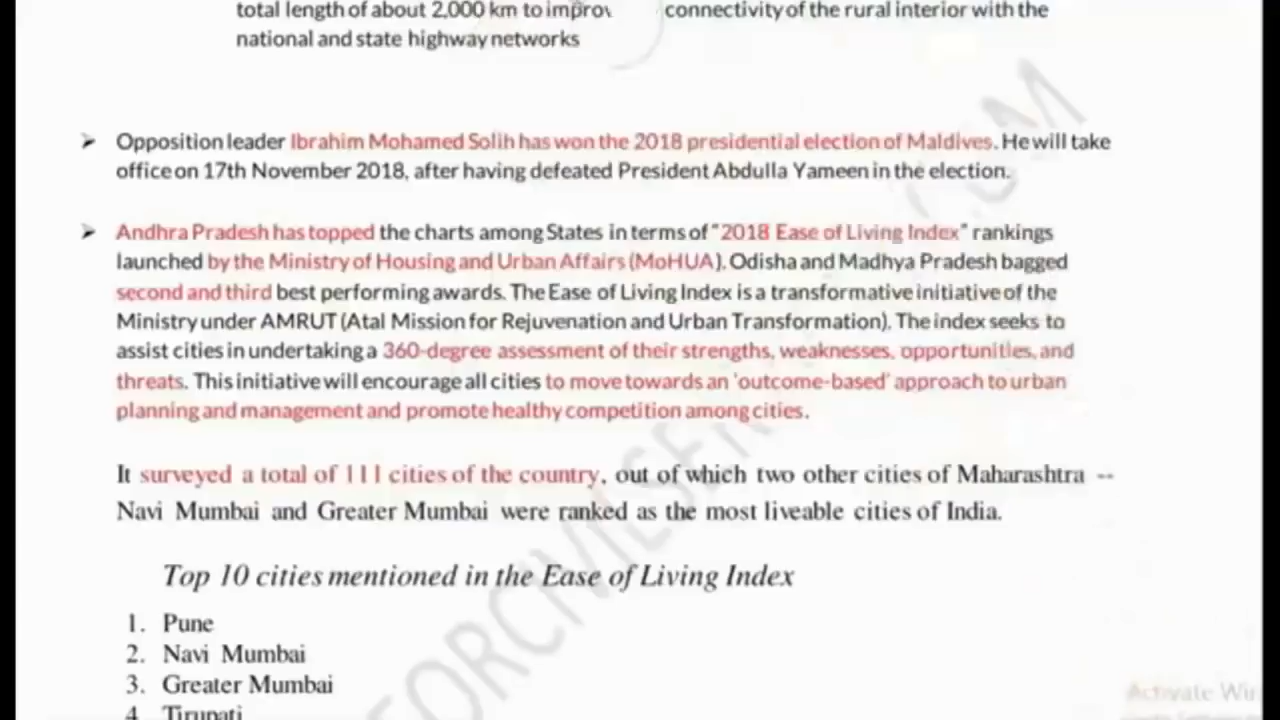 total length of about 2,000 km to improv connectivity of the rural interior with the
national and state highway networks
➢ Opposition leader Ibrahim Mohamed Solih has won the 2018 presidential election of Maldives. He will take
office on 17th November 2018, after having defeated President Abdulla Yameen in the election.
➢ Andhra Pradesh has topped the charts among States in terms of "2018 Ease of Living Index" rankings
launched by the Ministry of Housing and Urban Affairs (MoHUA). Odisha and Madhya Pradesh bagged
second and third best performing awards. The Ease of Living Index is a transformative initiative of the
Ministry under AMRUT (Atal Mission for Rejuvenation and Urban Transformation). The index seeks to
assist cities in undertaking a 360-degree assessment of their strengths, weaknesses, opportunities, and
threats. This initiative will encourage all cities to move towards an 'outcome-based' approach to urban
planning and management and promote healthy competition among cities.
It surveyed a total of 111 cities of the country, out of which two other cities of Maharashtra --
Navi Mumbai and Greater Mumbai were ranked as the most liveable cities of India.
Top 10 cities mentioned in the Ease of Living Index
1. Pune
2. Navi Mumbai
3. Greater Mumbai
4. Tirupati
Activate Win